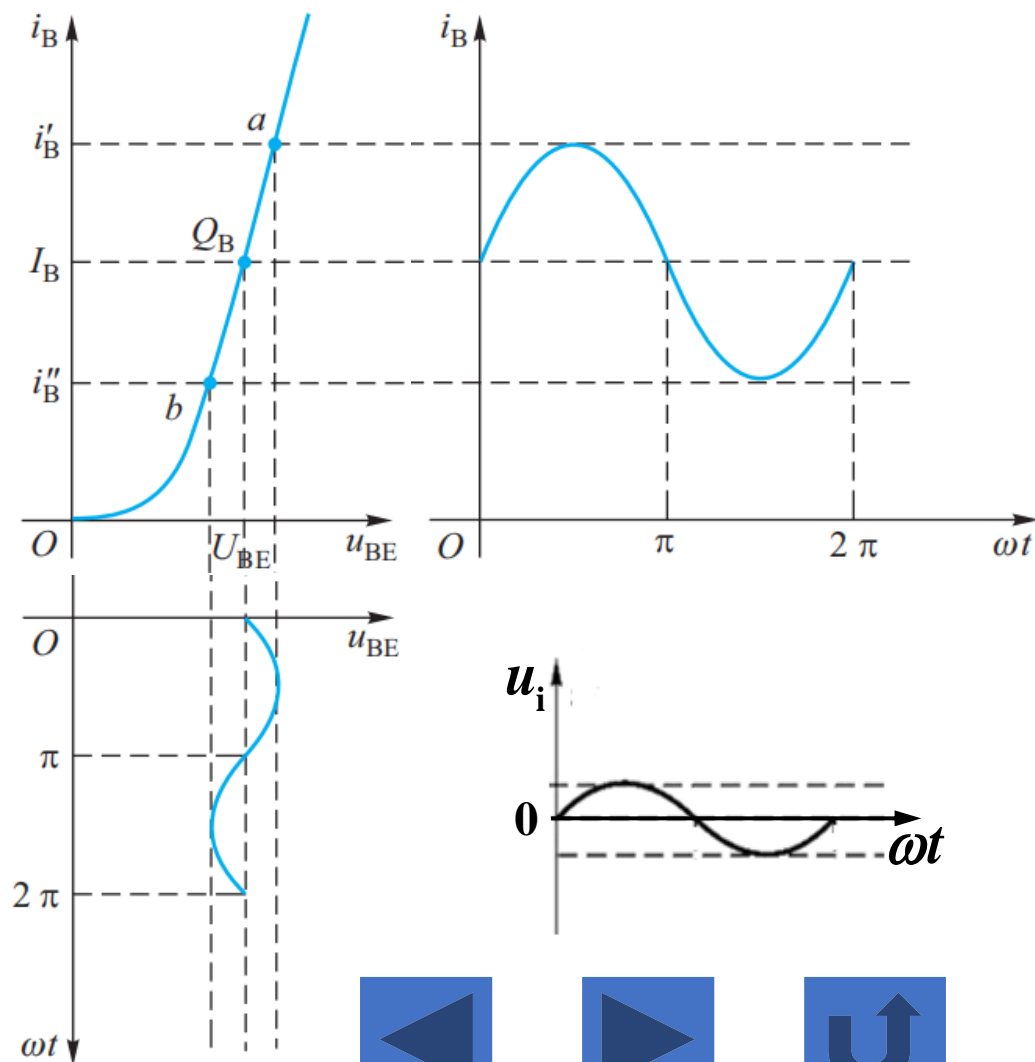 i_B
i_B
a
i′_B
Q_B
I_B
i″_B
b
O
U_BE
u_BE
O
π
2 π
ωt
O
u_BE
u_i
π
0
ωt
2 π
ωt